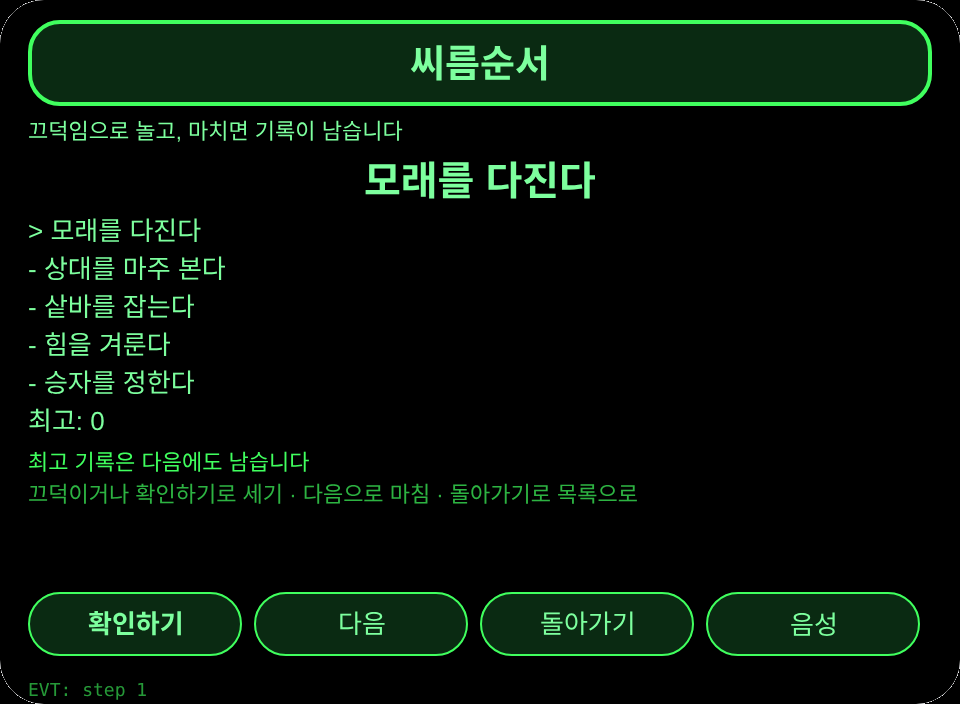 씨름순서
끄덕임으로 놀고, 마치면 기록이 남습니다
모래를 다진다
> 모래를 다진다
- 상대를 마주 본다
- 샅바를 잡는다
- 힘을 겨룬다
- 승자를 정한다
최고: 0
최고 기록은 다음에도 남습니다
끄덕이거나 확인하기로 세기 · 다음으로 마침 · 돌아가기로 목록으로
확인하기
다음
돌아가기
음성
EVT: step 1